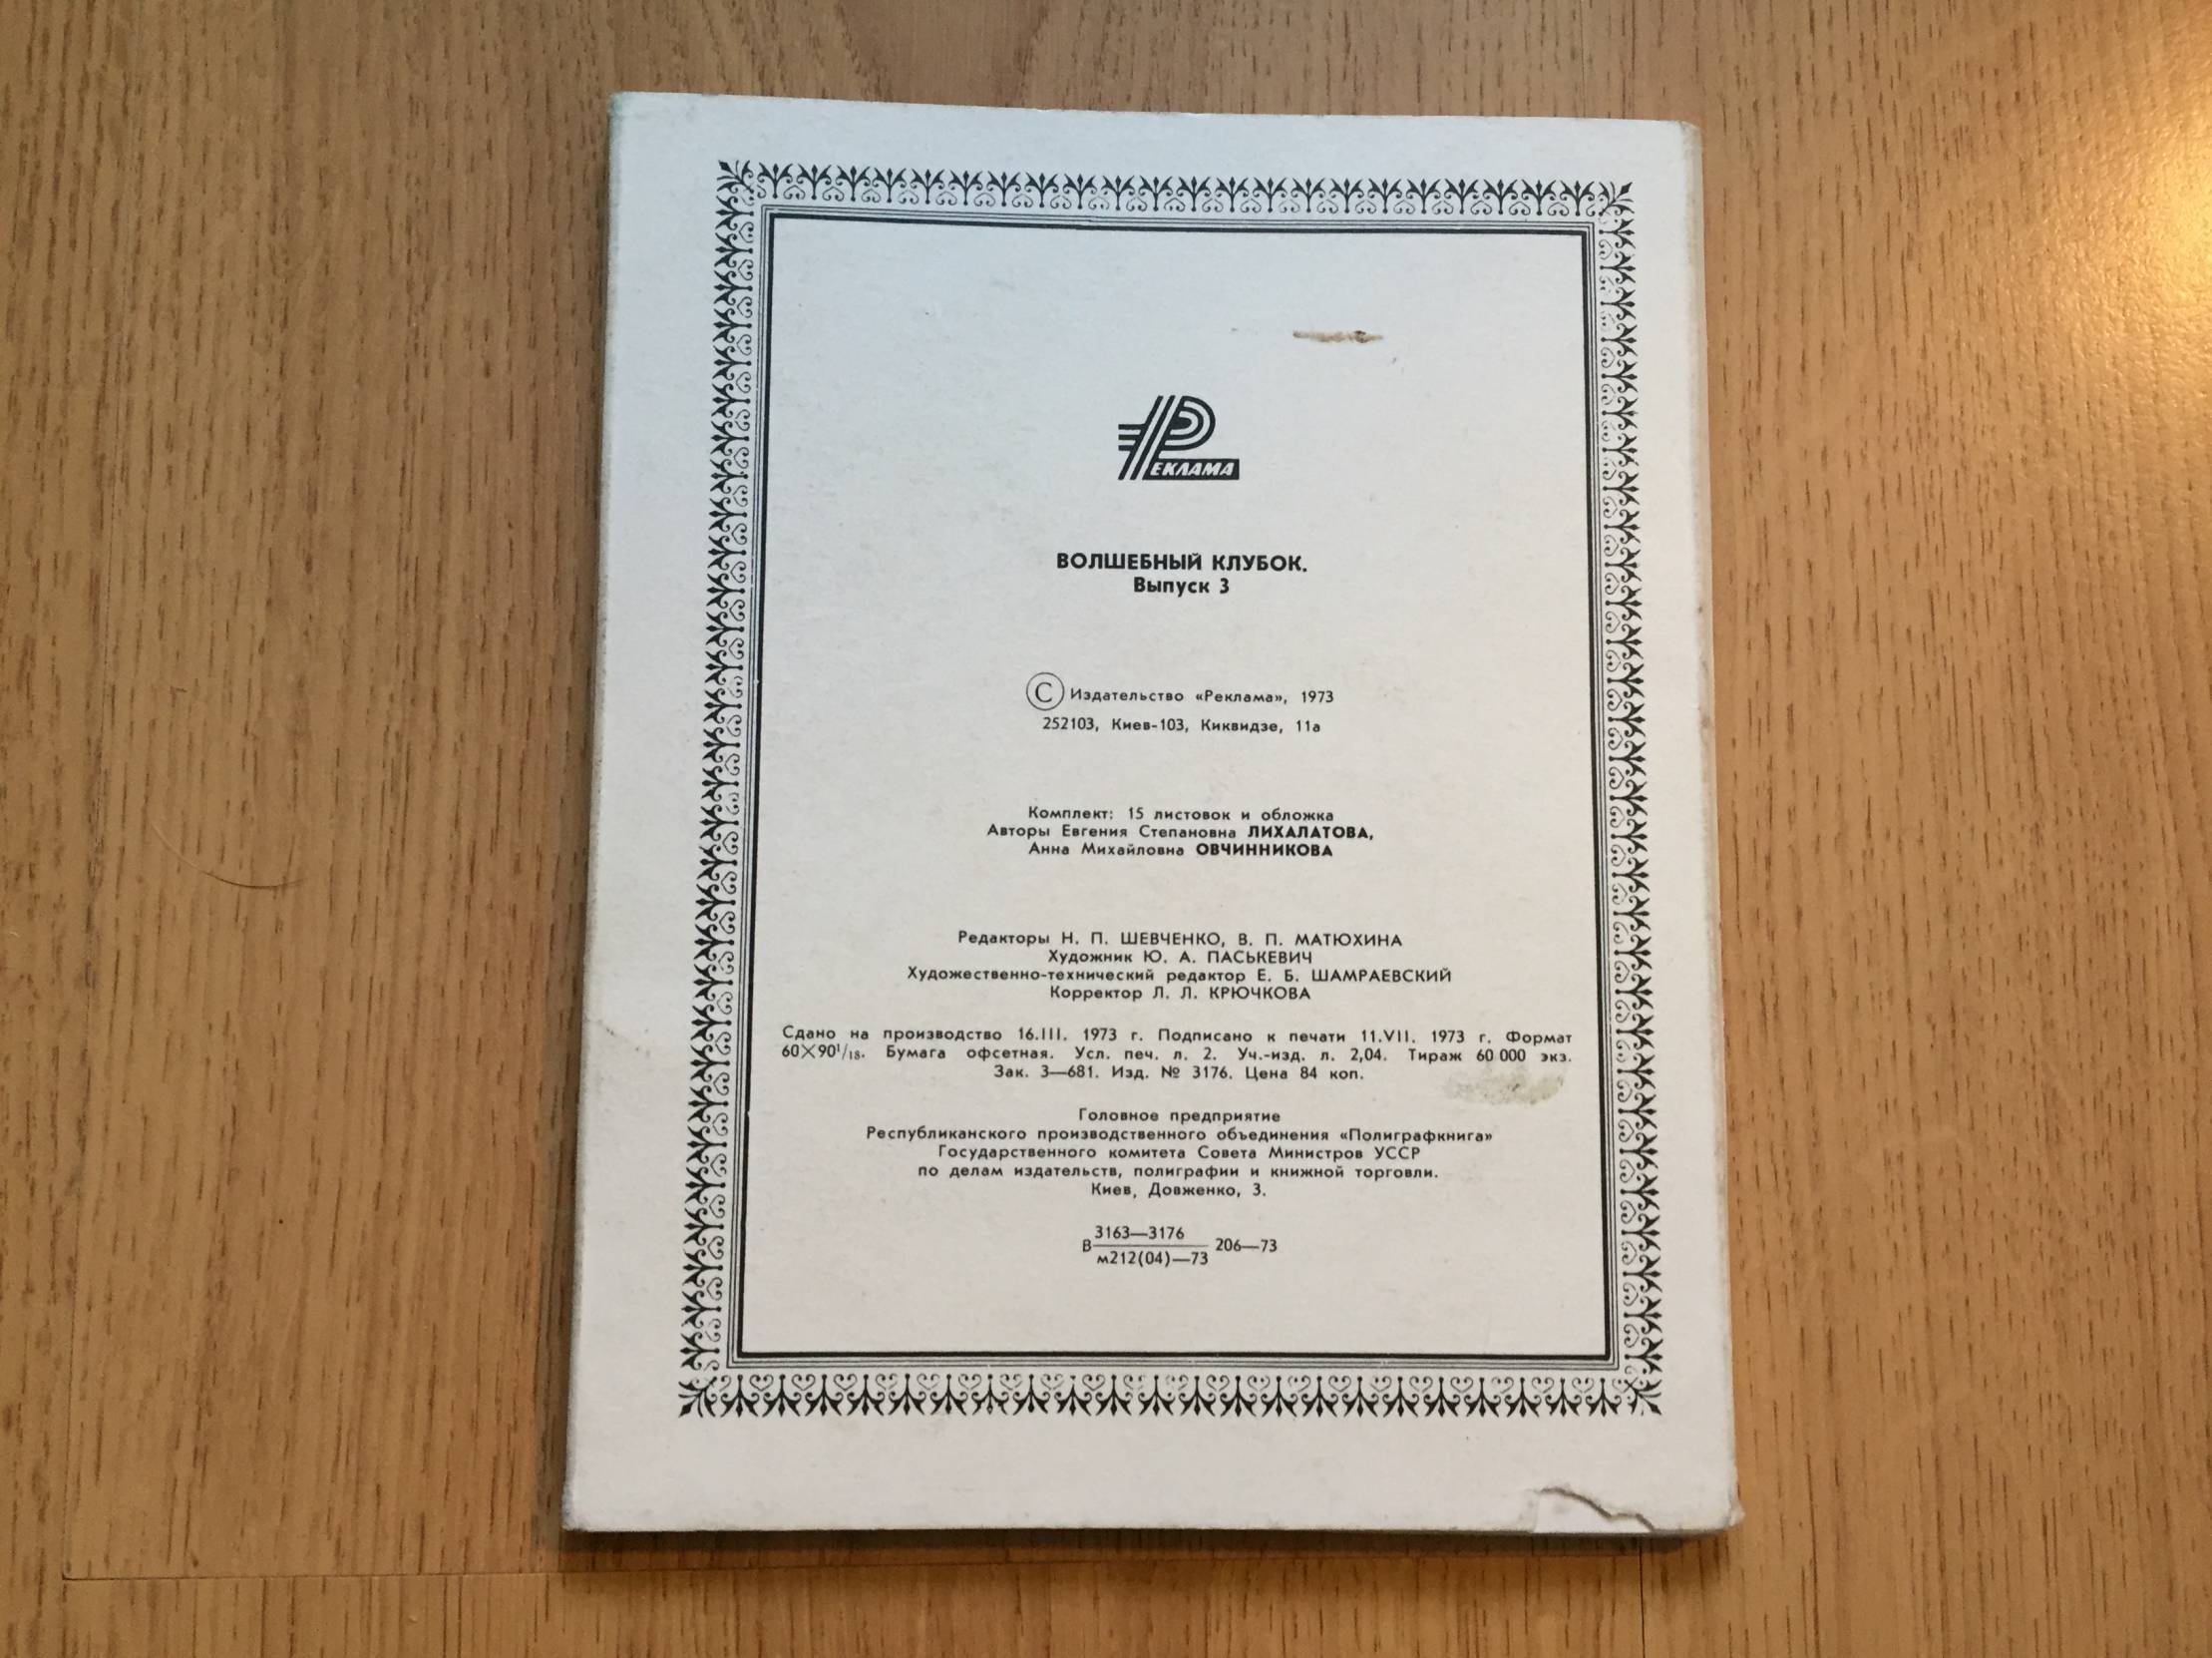 РЕКЛАМА
ВОЛШЕБНЫЙ КЛУБОК.
Выпуск 3
© Издательство «Реклама», 1973
252103, Киев-103, Киквидзе, 11а
Комплект: 15 листовок и обложка
Авторы Евгения Степановна ЛИХАЛАТОВА,
Анна Михайловна ОВЧИННИКОВА
Редакторы Н. П. ШЕВЧЕНКО, В. П. МАТЮХИНА
Художник Ю. А. ПАСЬКЕВИЧ
Художественно-технический редактор Е. Б. ШАМРАЕВСКИЙ
Корректор Л. Л. КРЮЧКОВА
Сдано на производство 16.III. 1973 г. Подписано к печати 11.VII. 1973 г. Формат
60×90¹/₁₈. Бумага офсетная. Усл. печ. л. 2. Уч.-изд. л. 2,04. Тираж 60 000 экз.
Зак. 3—681. Изд. № 3176. Цена 84 коп.
Головное предприятие
Республиканского производственного объединения «Полиграфкнига»
Государственного комитета Совета Министров УССР
по делам издательств, полиграфии и книжной торговли.
Киев, Довженко, 3.
3163—3176
В 206—73
м212(04)—73